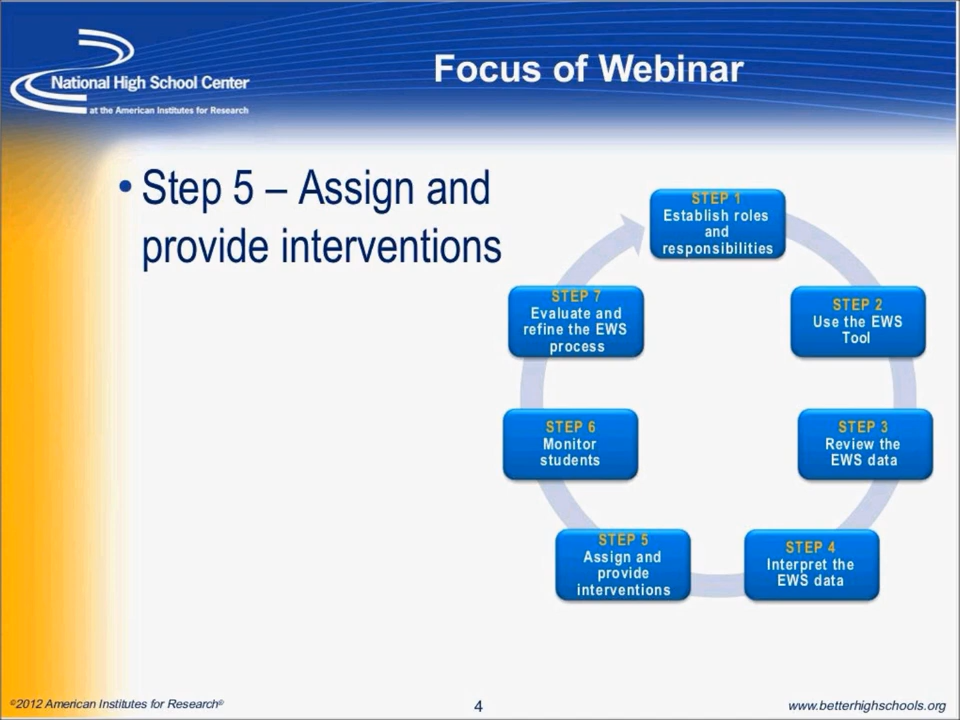 National High School Center
at the American Institutes for Research
Focus of Webinar
• Step 5 – Assign and
provide interventions
STEP 1
Establish roles
and
responsibilities
STEP 2
Use the EWS
Tool
STEP 3
Review the
EWS data
STEP 4
Interpret the
EWS data
STEP 5
Assign and
provide
interventions
STEP 6
Monitor
students
STEP 7
Evaluate and
refine the EWS
process
©2012 American Institutes for Research®
4
www.betterhighschools.org